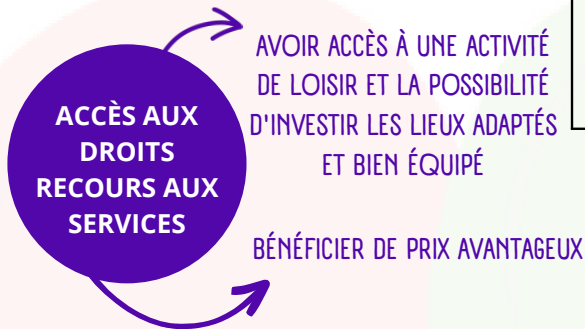 ACCÈS AUX
DROITS
RECOURS AUX
SERVICES
AVOIR ACCÈS À UNE ACTIVITÉ
DE LOISIR ET LA POSSIBILITÉ
D'INVESTIR LES LIEUX ADAPTÉS
ET BIEN ÉQUIPÉ
BÉNÉFICIER DE PRIX AVANTAGEUX